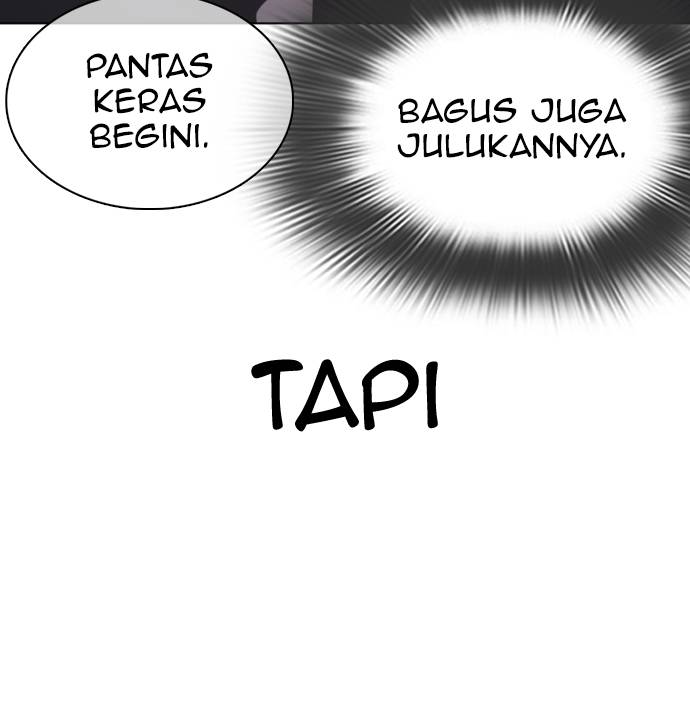 PANTAS
KERAS
BEGINI.
BAGUS JUGA
JULUKANNYA.
TAPI